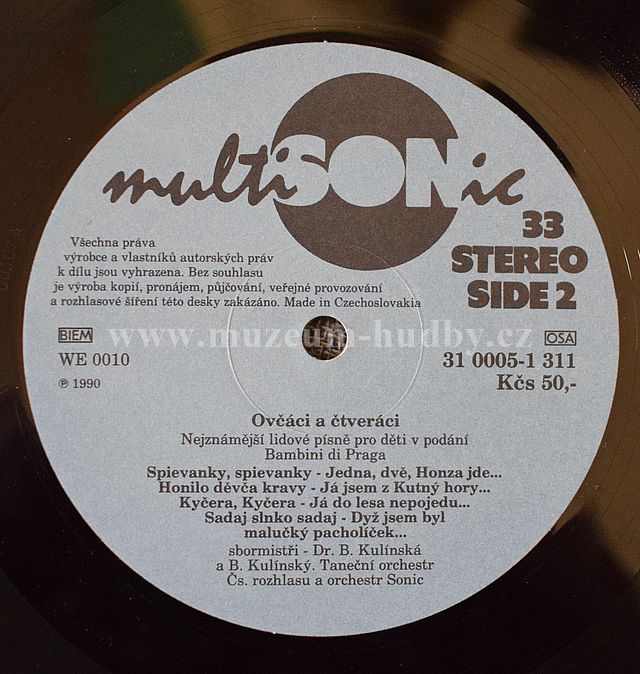 multiSONic
33
STEREO
SIDE 2
Všechna práva
výrobce a vlastníků autorských práv
k dílu jsou vyhrazena. Bez souhlasu
je výroba kopií, pronájem, půjčování, veřejné provozování
a rozhlasové šíření této desky zakázáno. Made in Czechoslovakia
www.muzeum-hudby.cz
BIEM
OSA
WE 0010
31 0005-1 311
℗ 1990
Kčs 50,-
Ovčáci a čtveráci
Nejznámější lidové písně pro děti v podání
Bambini di Praga
Spievanky, spievanky - Jedna, dvě, Honza jde...
Honilo děvča kravy - Já jsem z Kutný hory...
Kyčera, Kyčera - Já do lesa nepojedu...
Sadaj slnko sadaj - Dyž jsem byl
malučký pacholíček...
sbormistři - Dr. B. Kulínská
a B. Kulínský. Taneční orchestr
Čs. rozhlasu a orchestr Sonic